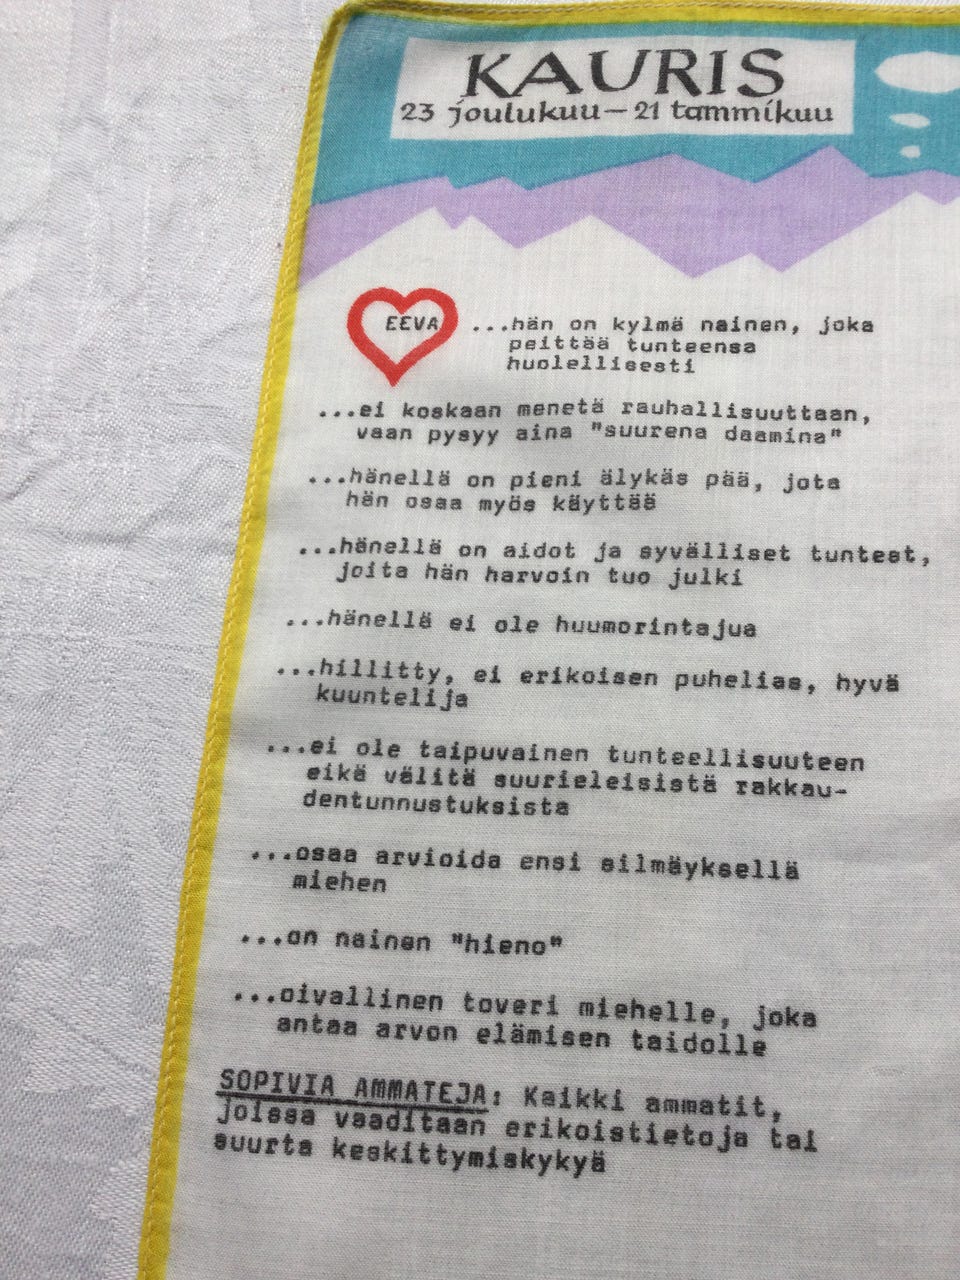 KAURIS
23 joulukuu — 21 tammikuu
EEVA ...hän on kylmä nainen, joka
peittää tunteensa
huolellisesti
...ei koskaan menetä rauhallisuuttaan,
vaan pysyy aina "suurena daamina"
...hänellä on pieni älykäs pää, jota
hän osaa myös käyttää
...hänellä on aidot ja syvälliset tunteet,
joita hän harvoin tuo julki
...hänellä ei ole huumorintajua
...hillitty, ei erikoisen puhelias, hyvä
kuuntelija
...ei ole taipuvainen tunteellisuuteen
eikä välitä suurieleisistä rakkau-
dentunnustuksista
...osaa arvioida ensi silmäyksellä
miehen
...on nainen "hieno"
...oivallinen toveri miehelle, joka
antaa arvon elämisen taidolle
SOPIVIA AMMATEJA: Kaikki ammatit,
joissa vaaditaan erikoistietoja tai
suurta keskittymiskykyä